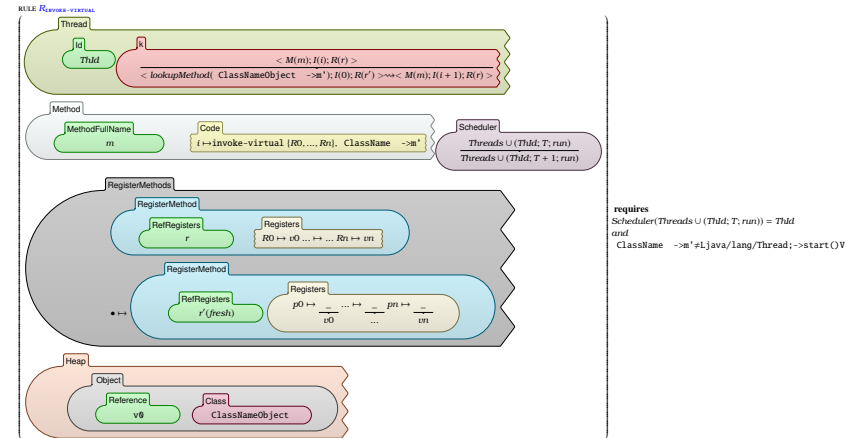 RULE R_INVOKE-VIRTUAL
Thread
Id
ThId
k
< M(m); I(i); R(r) >
< lookupMethod( ClassNameObject ->m'); I(0); R(r') >⤳< M(m); I(i + 1); R(r) >
Method
MethodFullName
m
Code
i ↦invoke-virtual {R0, ..., Rn}, ClassName ->m'
Scheduler
Threads ∪ (ThId; T; run)
Threads ∪ (ThId; T + 1; run)
RegisterMethods
RegisterMethod
RefRegisters
r
Registers
R0 ↦ v0 ... ↦ ... Rn ↦ vn
requires
Scheduler(Threads ∪ (ThId; T; run)) = ThId
and
ClassName ->m'≠Ljava/lang/Thread;->start()V
RegisterMethod
RefRegisters
r'(fresh)
Registers
p0 ↦ _ ... ↦ _ pn ↦ _
v0 ... vn
• ↦
Heap
Object
Reference
v0
Class
ClassNameObject